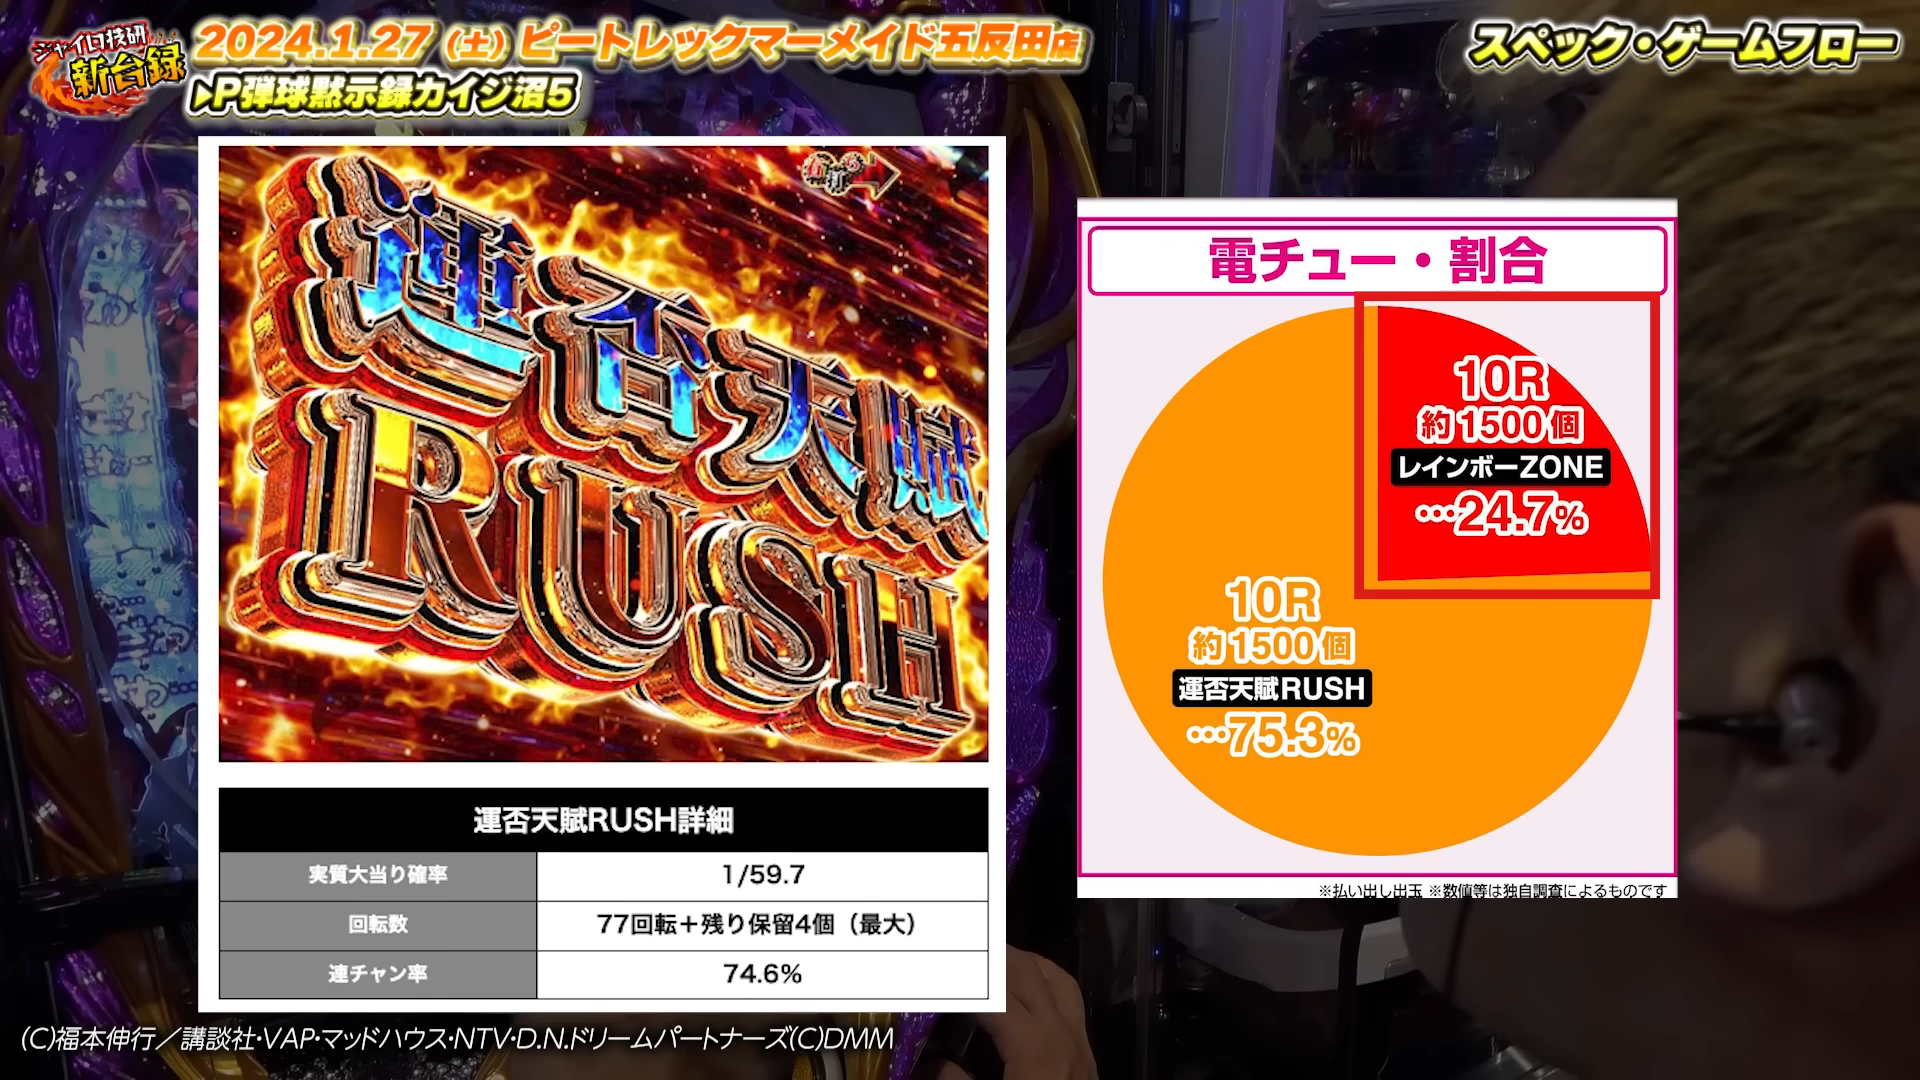 ジャイロ技研
新台録
2024.1.27（土）ピートレックマーメイド五反田店
▶P弾球黙示録カイジ沼5
スペック・ゲームフロー
右打ち
運否天賦
RUSH
運否天賦RUSH詳細
実質大当り確率 1/59.7
回転数 77回転＋残り保留4個（最大）
連チャン率 74.6%
電チュー・割合
10R
約1500個
レインボーZONE
…24.7%
10R
約1500個
運否天賦RUSH
…75.3%
※払い出し出玉 ※数値等は独自調査によるものです
(C)福本伸行／講談社・VAP・マッドハウス・NTV・D.N.ドリームパートナーズ(C)DMM